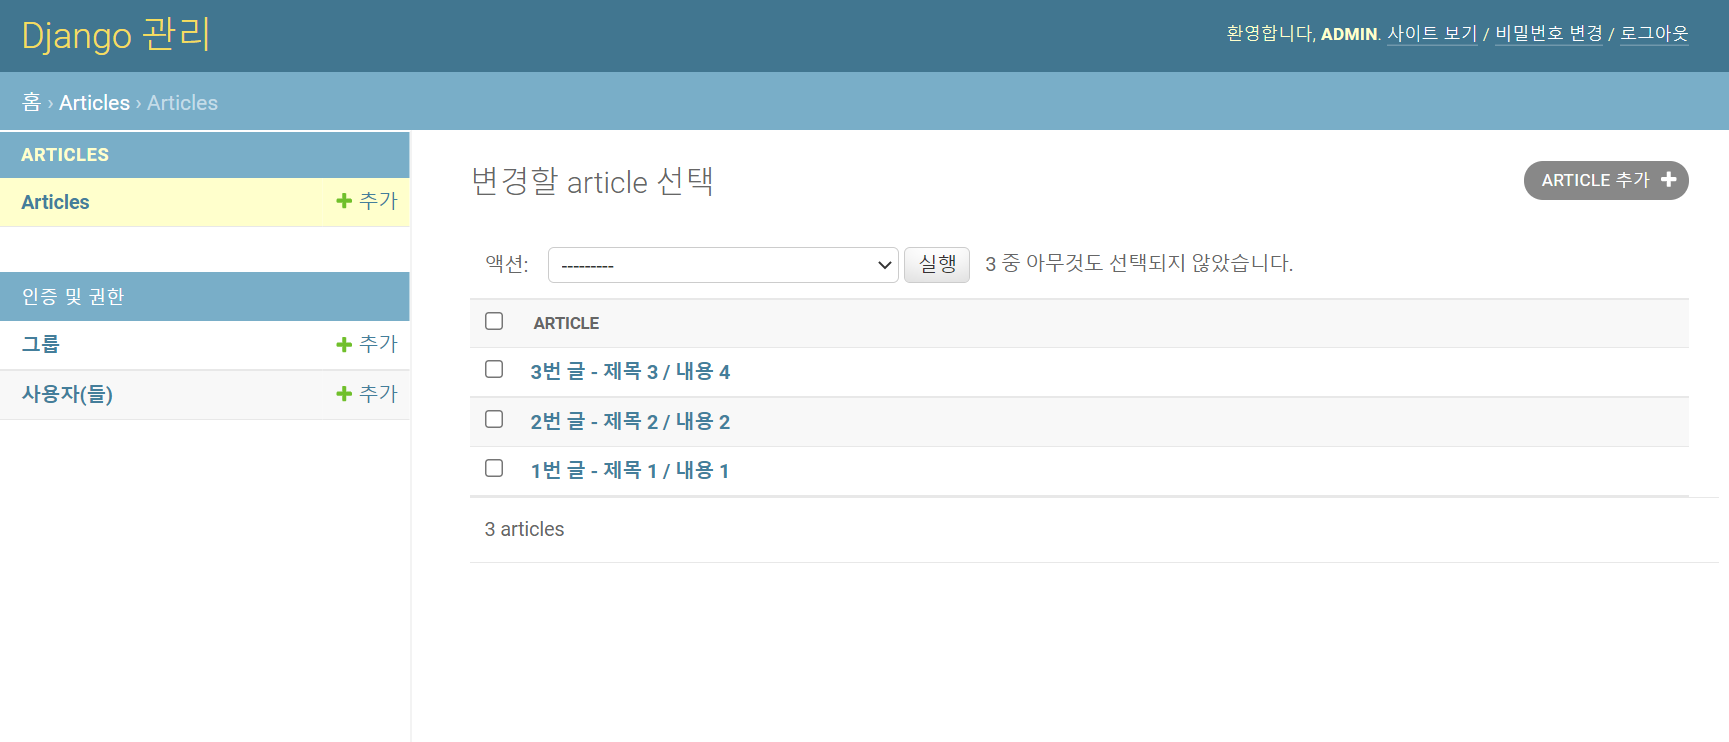 Django 관리
환영합니다, ADMIN. 사이트 보기 / 비밀번호 변경 / 로그아웃
홈 › Articles › Articles
ARTICLES
Articles
추가
인증 및 권한
그룹
추가
사용자(들)
추가
변경할 article 선택
ARTICLE 추가
액션: --------- 실행 3 중 아무것도 선택되지 않았습니다.
ARTICLE
3번 글 - 제목 3 / 내용 4
2번 글 - 제목 2 / 내용 2
1번 글 - 제목 1 / 내용 1
3 articles